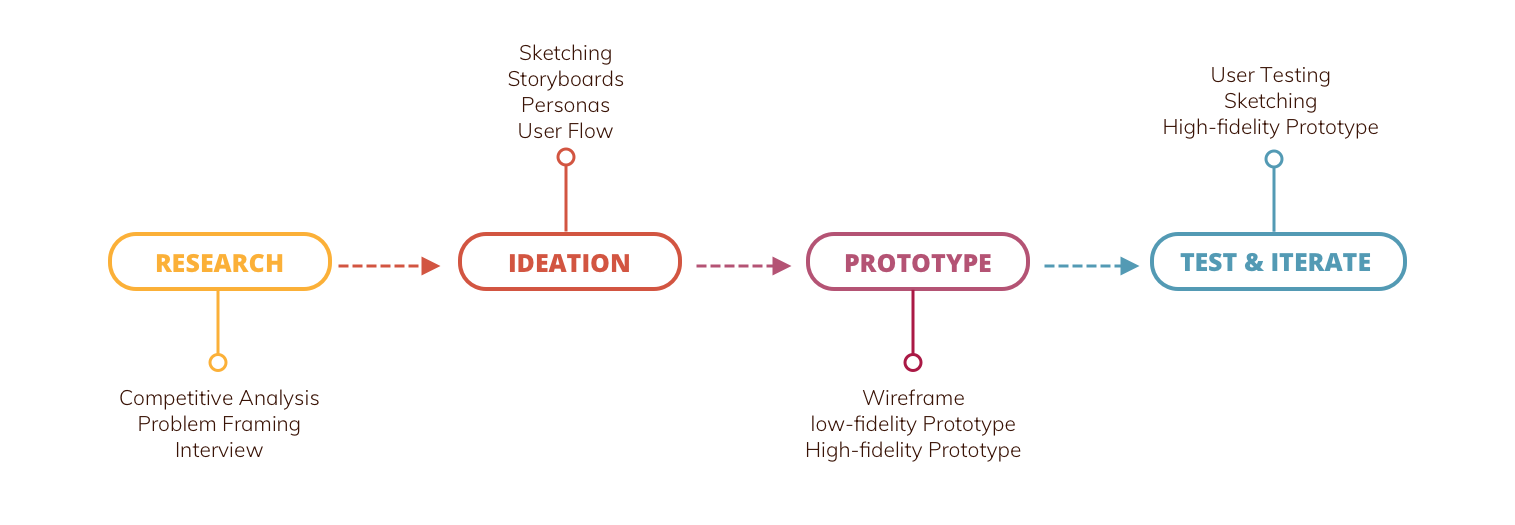 RESEARCH
Competitive Analysis
Problem Framing
Interview
Sketching
Storyboards
Personas
User Flow
IDEATION
PROTOTYPE
Wireframe
low-fidelity Prototype
High-fidelity Prototype
User Testing
Sketching
High-fidelity Prototype
TEST & ITERATE